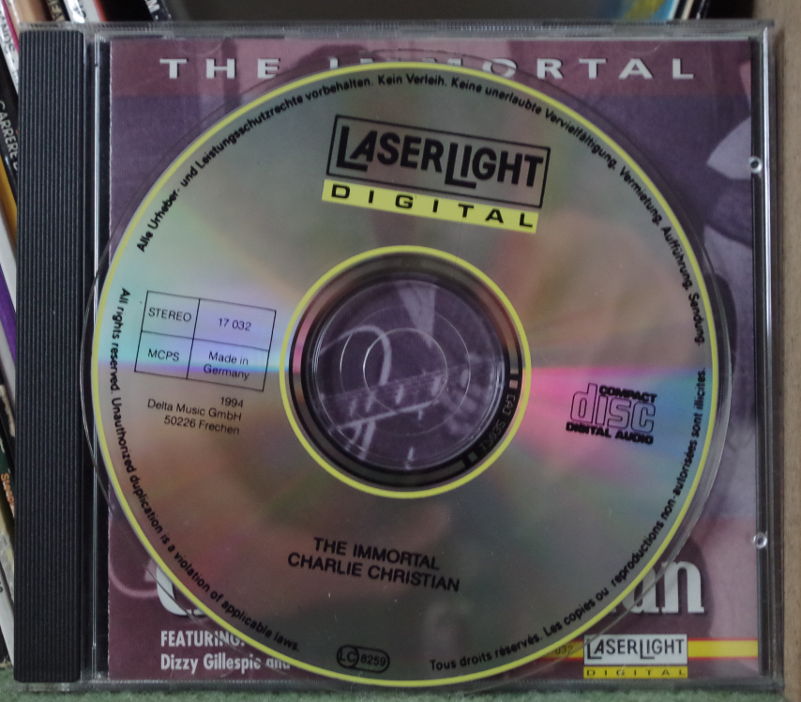 THE IMMORTAL
Alle Urheber- und Leistungsschutzrechte vorbehalten. Kein Verleih. Keine unerlaubte Vervielfältigung, Vermietung, Aufführung, Sendung.
LASERLIGHT
DIGITAL
STEREO
17 032
MCPS
Made in
Germany
1994
Delta Music GmbH
50226 Frechen
COMPACT
disc
DIGITAL AUDIO
THE IMMORTAL
CHARLIE CHRISTIAN
All rights reserved. Unauthorized duplication is a violation of applicable laws.
LC 8259
Tous droits réservés. Les copies ou reproductions non-autorisées sont illicites.
FEATURING:
Dizzy Gillespie and
LASERLIGHT
DIGITAL